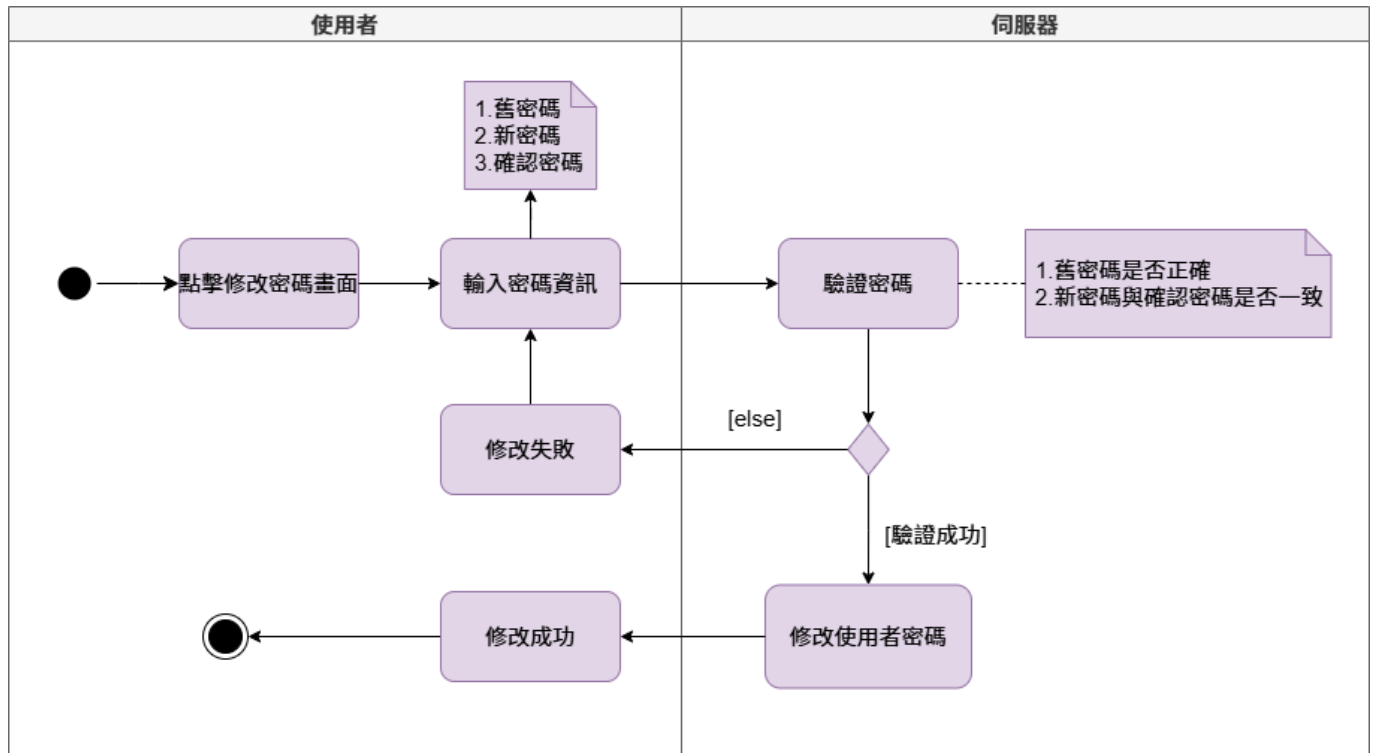 使用者
伺服器
1.舊密碼
2.新密碼
3.確認密碼
點擊修改密碼畫面
輸入密碼資訊
驗證密碼
1.舊密碼是否正確
2.新密碼與確認密碼是否一致
[else]
修改失敗
[驗證成功]
修改成功
修改使用者密碼